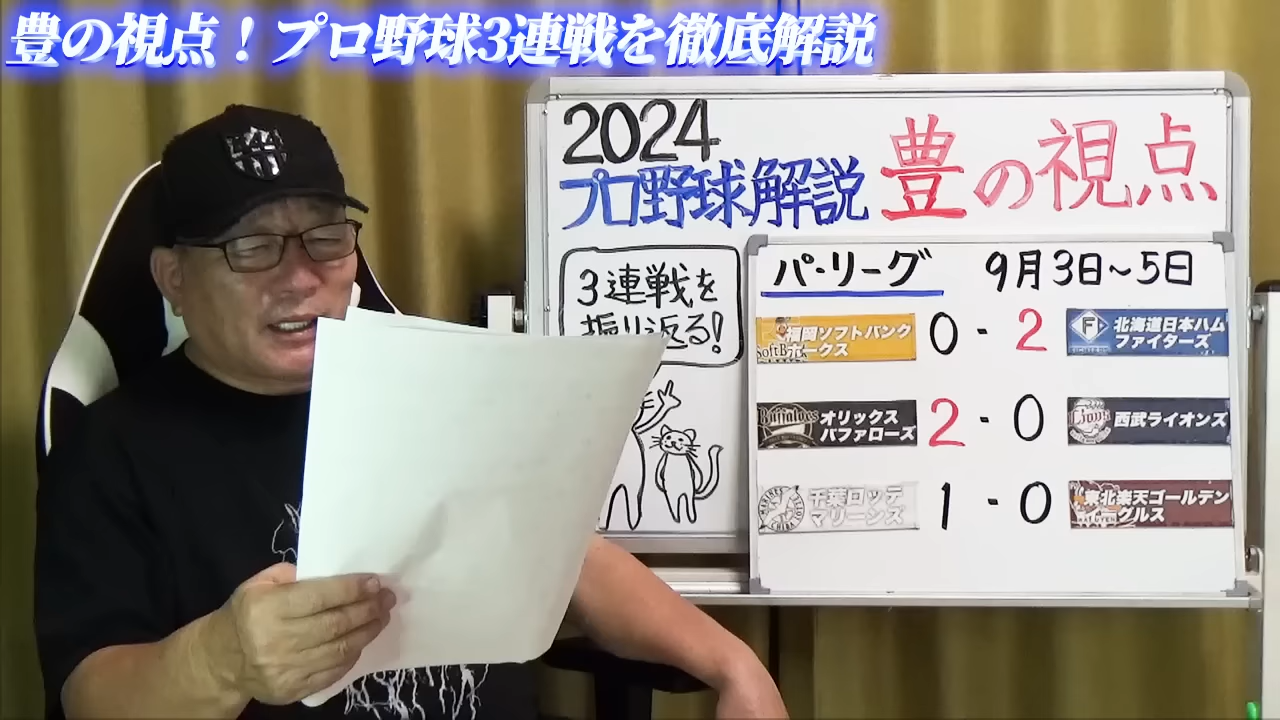 豊の視点！プロ野球3連戦を徹底解説
2024
プロ野球解説 豊の視点
3連戦を
振り返る!
パ・リーグ 9月3日~5日
福岡ソフトバンク
ホークス
0 - 2
北海道日本ハム
ファイターズ
Buffaloes
オリックス
バファローズ
2 - 0
Lions
西武ライオンズ
MARINES
CHIBA
千葉ロッテ
マリーンズ
1 - 0
東北楽天ゴールデン
グルス